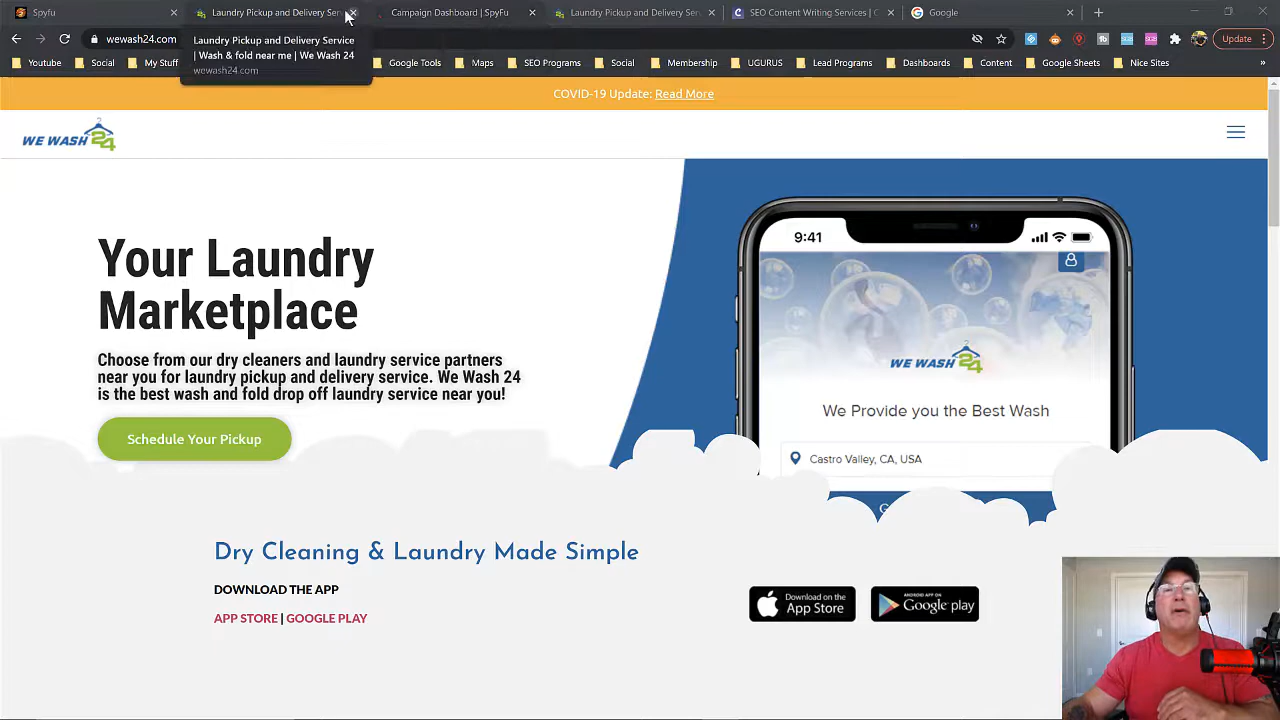 Spyfu
Laundry Pickup and Delivery Ser
Campaign Dashboard | SpyFu
Laundry Pickup and Delivery Servi
SEO Content Writing Services | C
Google
wewash24.com
Update
Laundry Pickup and Delivery Service
| Wash & fold near me | We Wash 24
wewash24.com
Youtube
Social
My Stuff
Google Tools
Maps
SEO Programs
Social
Membership
UGURUS
Lead Programs
Dashboards
Content
Google Sheets
Nice Sites
COVID-19 Update: Read More
WE WASH 24
Your Laundry
Marketplace
Choose from our dry cleaners and laundry service partners
near you for laundry pickup and delivery service. We Wash 24
is the best wash and fold drop off laundry service near you!
Schedule Your Pickup
9:41
WE WASH 24
We Provide you the Best Wash
Castro Valley, CA, USA
Dry Cleaning & Laundry Made Simple
DOWNLOAD THE APP
APP STORE | GOOGLE PLAY
Download on the
App Store
ANDROID APP ON
Google play